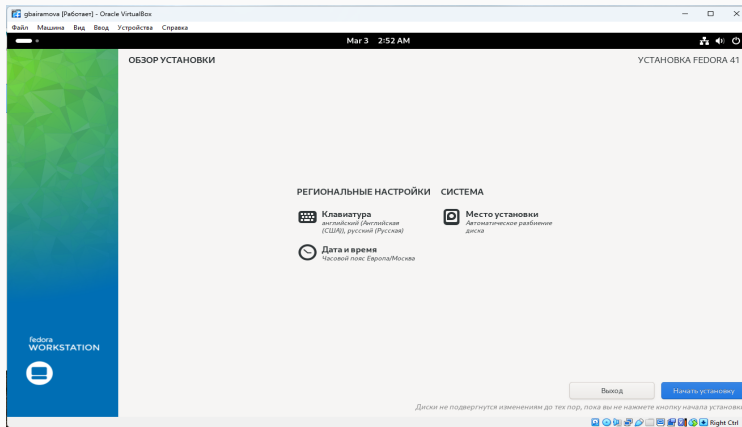 gbairamova [Работает] - Oracle VirtualBox
Файл Машина Вид Ввод Устройства Справка
Mar 3 2:52 AM
ОБЗОР УСТАНОВКИ
УСТАНОВКА FEDORA 41
РЕГИОНАЛЬНЫЕ НАСТРОЙКИ
СИСТЕМА
Клавиатура
английский (Английская
(США)), русский (Русская)
Место установки
Автоматическое разбиение
диска
Дата и время
Часовой пояс Европа/Москва
fedora
WORKSTATION
Выход
Начать установку
Диски не подвергнутся изменениям до тех пор, пока вы не нажмете кнопку начала установки
Right Ctrl